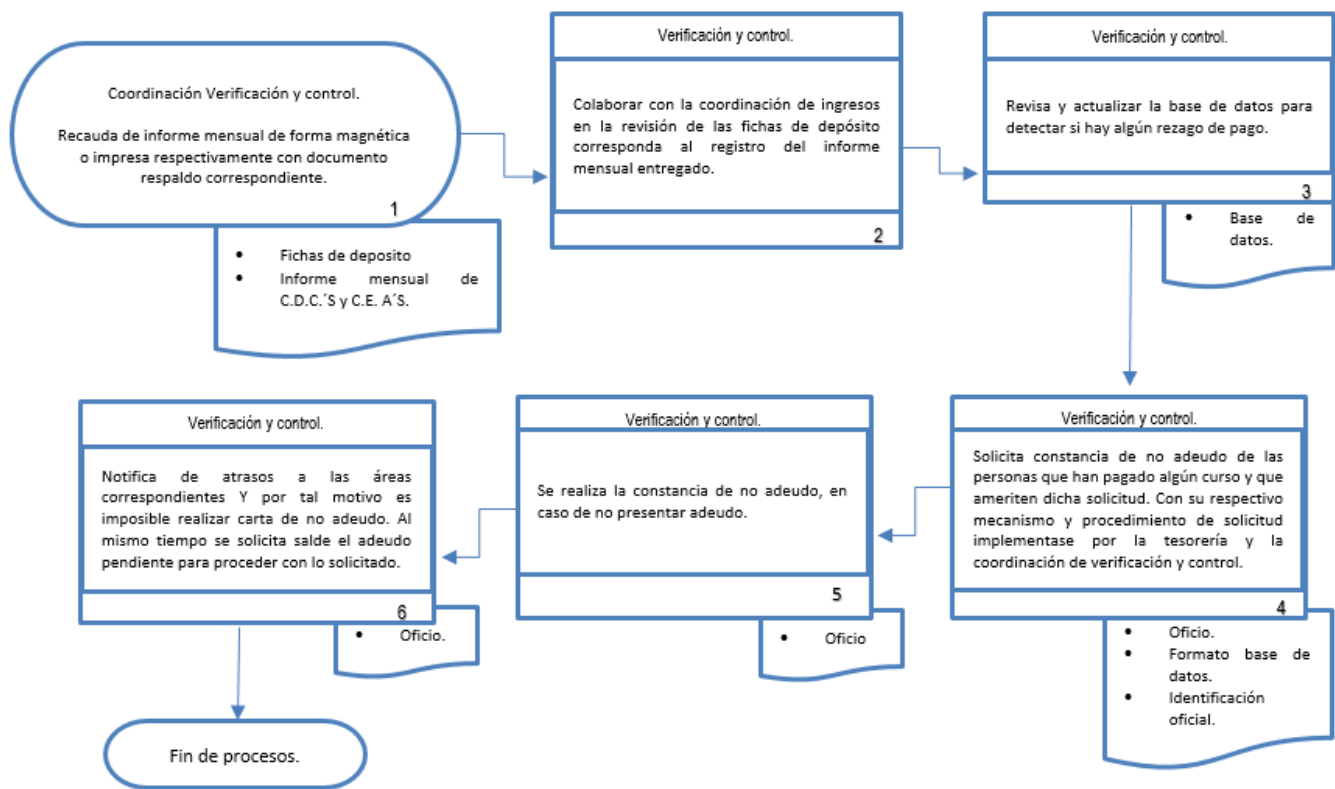 Coordinación Verificación y control.
Recauda de informe mensual de forma magnética
o impresa respectivamente con documento
respaldo correspondiente.
1
• Fichas de deposito
• Informe mensual de
C.D.C.´S y C.E. A´S.
Verificación y control.
Colaborar con la coordinación de ingresos
en la revisión de las fichas de depósito
corresponda al registro del informe
mensual entregado.
2
Verificación y control.
Revisa y actualizar la base de datos para
detectar si hay algún rezago de pago.
3
• Base de
datos.
Verificación y control.
Solicita constancia de no adeudo de las
personas que han pagado algún curso y que
ameriten dicha solicitud. Con su respectivo
mecanismo y procedimiento de solicitud
implementase por la tesorería y la
coordinación de verificación y control.
4
• Oficio.
• Formato base de
datos.
• Identificación
oficial.
Verificación y control.
Se realiza la constancia de no adeudo, en
caso de no presentar adeudo.
5
• Oficio
Verificación y control.
Notifica de atrasos a las áreas
correspondientes Y por tal motivo es
imposible realizar carta de no adeudo. Al
mismo tiempo se solicita salde el adeudo
pendiente para proceder con lo solicitado.
6
• Oficio.
Fin de procesos.